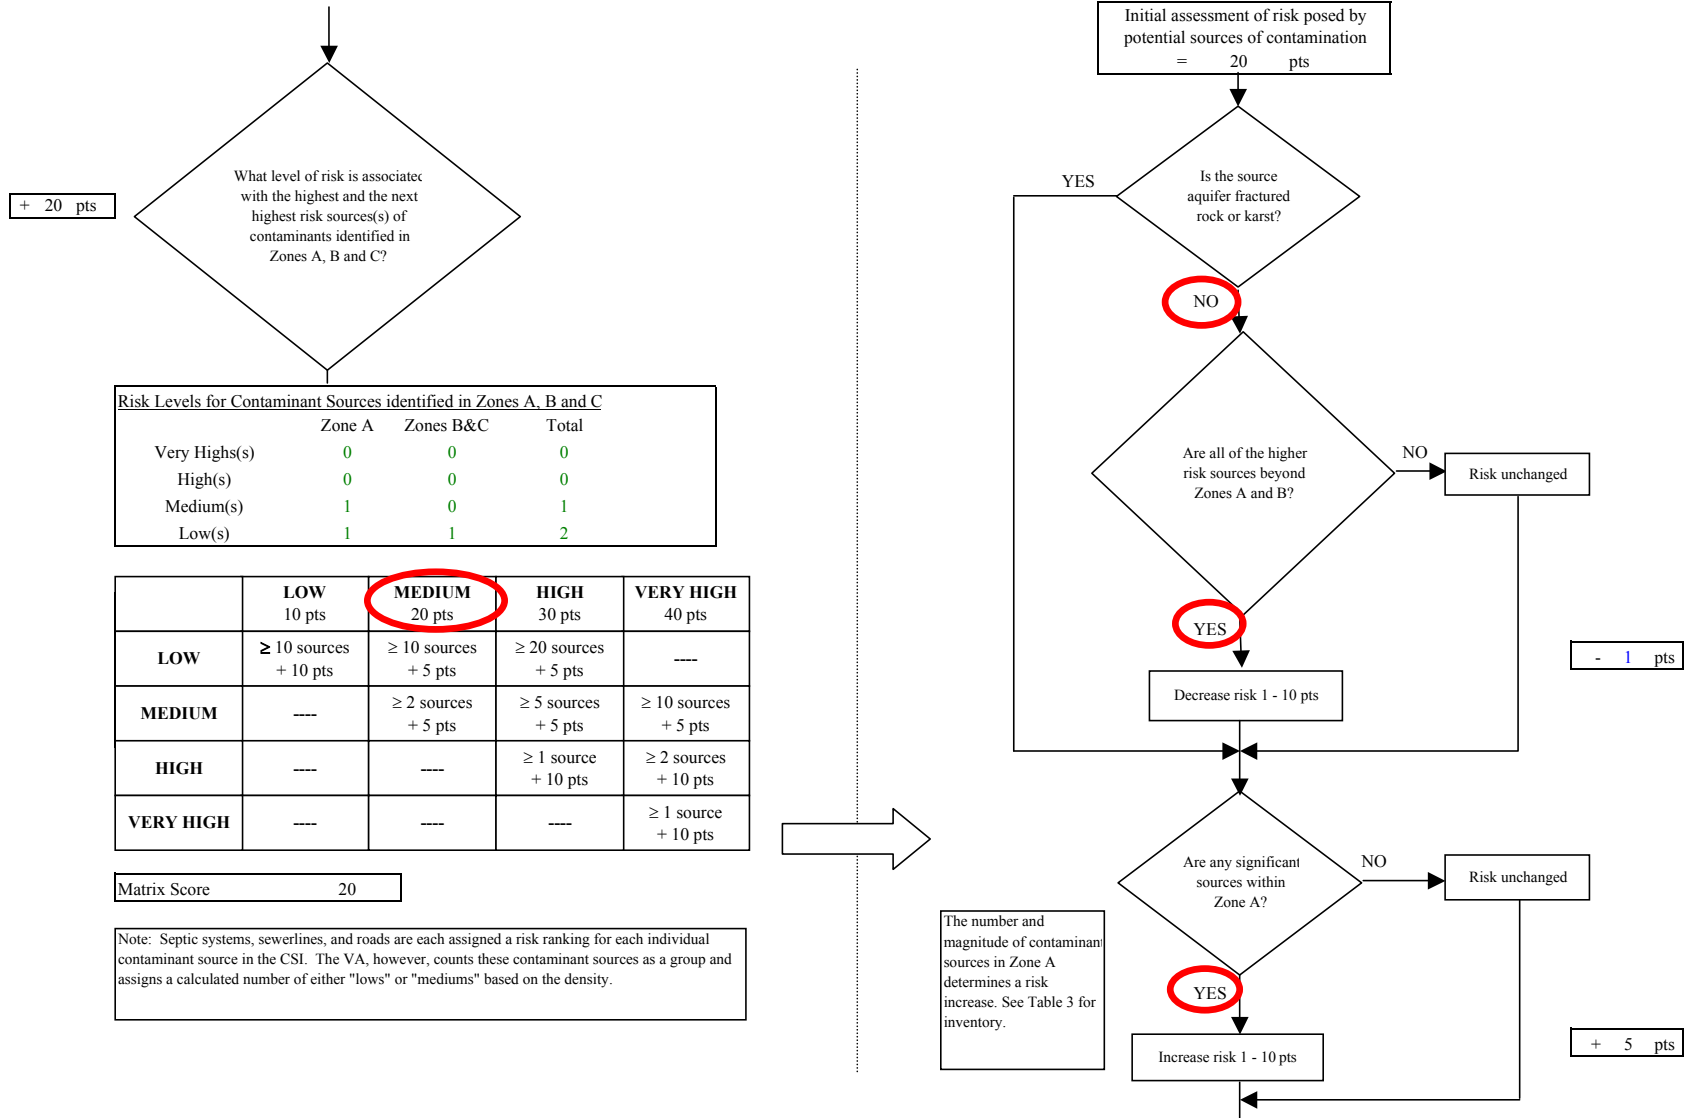 What level of risk is associated
with the highest and the next
highest risk sources(s) of
contaminants identified in
Zones A, B and C?
+ 20 pts
Risk Levels for Contaminant Sources identified in Zones A, B and C
Zone A Zones B&C Total
Very Highs(s) 0 0 0
High(s) 0 0 0
Medium(s) 1 0 1
Low(s) 1 1 2
LOW MEDIUM HIGH VERY HIGH
10 pts 20 pts 30 pts 40 pts
LOW ≥ 10 sources ≥ 10 sources ≥ 20 sources ----
+ 10 pts + 5 pts + 5 pts
MEDIUM ---- ≥ 2 sources ≥ 5 sources ≥ 10 sources
+ 5 pts + 5 pts + 5 pts
HIGH ---- ---- ≥ 1 source ≥ 2 sources
+ 10 pts + 10 pts
VERY HIGH ---- ---- ---- ≥ 1 source
+ 10 pts
Matrix Score 20
Note: Septic systems, sewerlines, and roads are each assigned a risk ranking for each individual
contaminant source in the CSI. The VA, however, counts these contaminant sources as a group and
assigns a calculated number of either "lows" or "mediums" based on the density.
Initial assessment of risk posed by
potential sources of contamination
= 20 pts
YES
Is the source
aquifer fractured
rock or karst?
NO
Are all of the higher
risk sources beyond
Zones A and B?
NO
Risk unchanged
YES
- 1 pts
Decrease risk 1 - 10 pts
Are any significant
sources within
Zone A?
NO
Risk unchanged
The number and
magnitude of contaminant
sources in Zone A
determines a risk
increase. See Table 3 for
inventory.
YES
+ 5 pts
Increase risk 1 - 10 pts